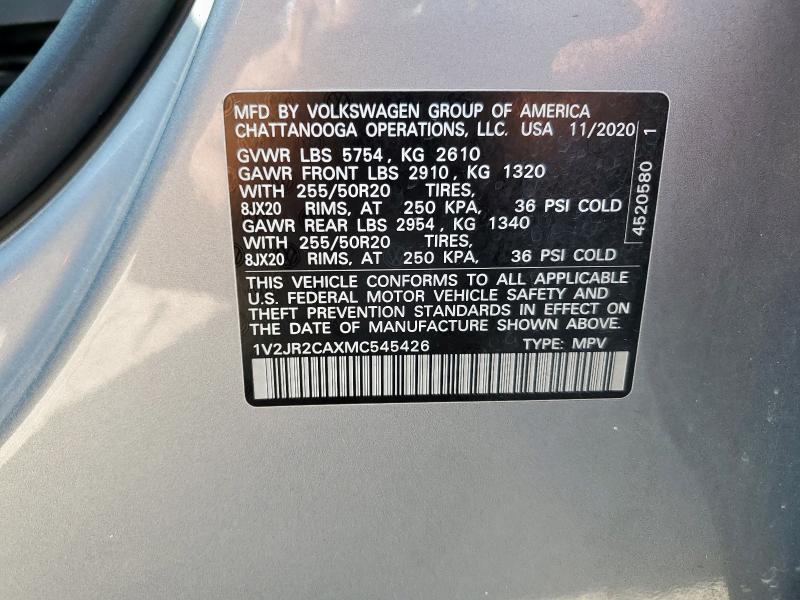 MFD BY VOLKSWAGEN GROUP OF AMERICA
CHATTANOOGA OPERATIONS, LLC. USA 11/2020
GVWR LBS 5754, KG 2610
GAWR FRONT LBS 2910, KG 1320
WITH 255/50R20 TIRES,
8JX20 RIMS, AT 250 KPA, 36 PSI COLD
GAWR REAR LBS 2954, KG 1340
WITH 255/50R20 TIRES,
8JX20 RIMS, AT 250 KPA, 36 PSI COLD
4520580 1
THIS VEHICLE CONFORMS TO ALL APPLICABLE
U.S. FEDERAL MOTOR VEHICLE SAFETY AND
THEFT PREVENTION STANDARDS IN EFFECT ON
THE DATE OF MANUFACTURE SHOWN ABOVE.
1V2JR2CAXMC545426 TYPE: MPV